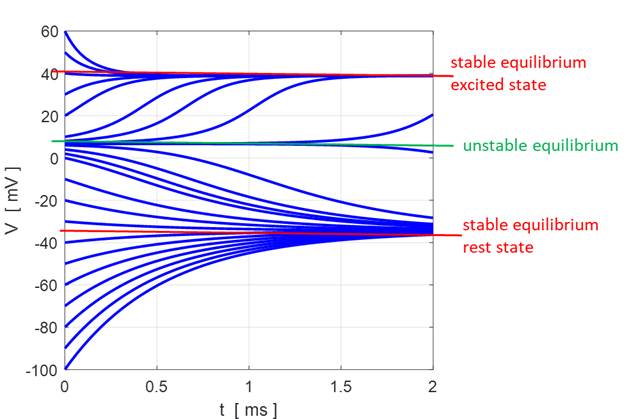 60
40
20
0
-20
-40
-60
-80
-100
V [ mV ]
0
0.5
1
1.5
2
t [ ms ]
stable equilibrium
excited state
unstable equilibrium
stable equilibrium
rest state